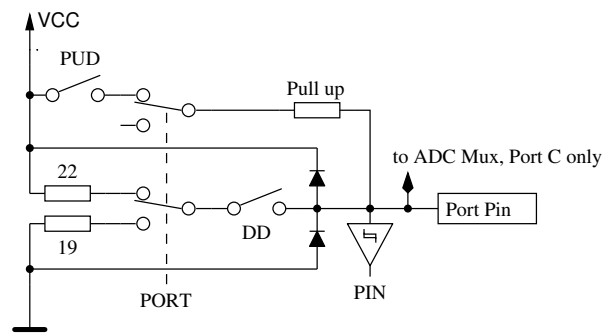 VCC
PUD
Pull up
to ADC Mux, Port C only
22
Port Pin
19
DD
PORT
PIN